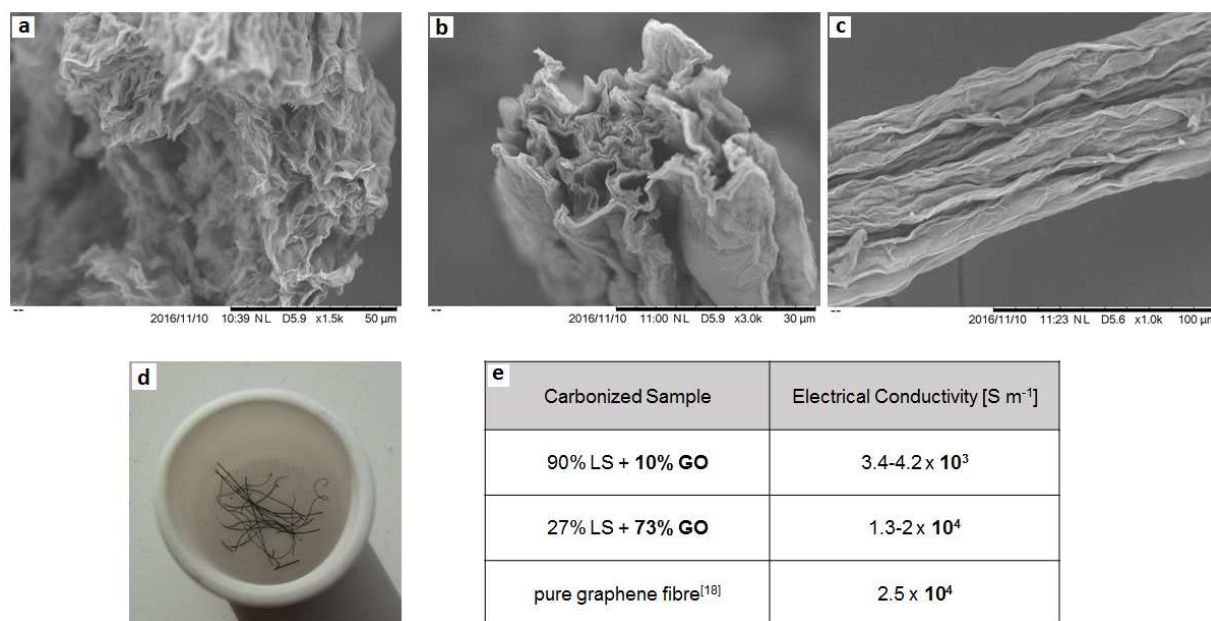 a
b
c
--
2016/11/10 10:39 NL D5.9 x1.5k 50 µm
--
2016/11/10 11:00 NL D5.9 x3.0k 30 µm
--
2016/11/10 11:23 NL D5.6 x1.0k 100 µm
d
e
Carbonized Sample Electrical Conductivity [S m⁻¹]
90% LS + 10% GO 3.4-4.2 x 10³
27% LS + 73% GO 1.3-2 x 10⁴
pure graphene fibre[18] 2.5 x 10⁴